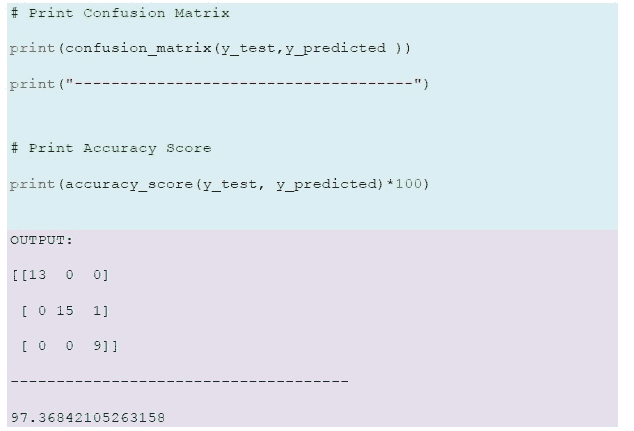 # Print Confusion Matrix
print(confusion_matrix(y_test,y_predicted ))
print("-------------------------------------")
# Print Accuracy Score
print(accuracy_score(y_test, y_predicted)*100)
OUTPUT:
[[13  0  0]
 [ 0 15  1]
 [ 0  0  9]]
-------------------------------------
97.36842105263158